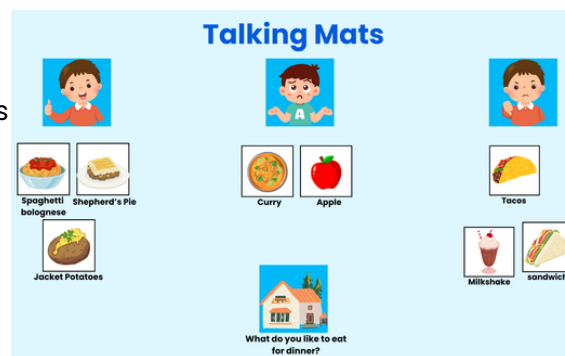 Talking Mats
s
A
Spaghetti
bolognese
Shepherd's Pie
Curry
Apple
Tacos
Jacket Potatoes
Milkshake
sandwich
What do you like to eat
for dinner?